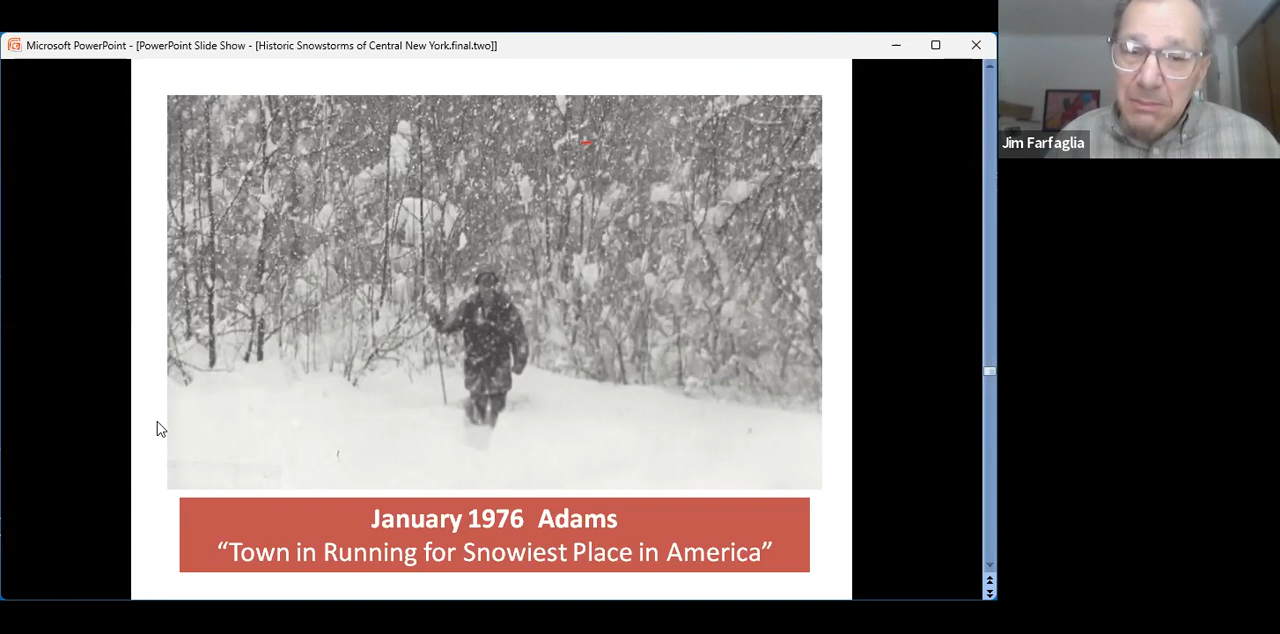 Microsoft PowerPoint - [PowerPoint Slide Show - [Historic Snowstorms of Central New York.final.two]]
Jim Farfaglia
January 1976 Adams
“Town in Running for Snowiest Place in America”